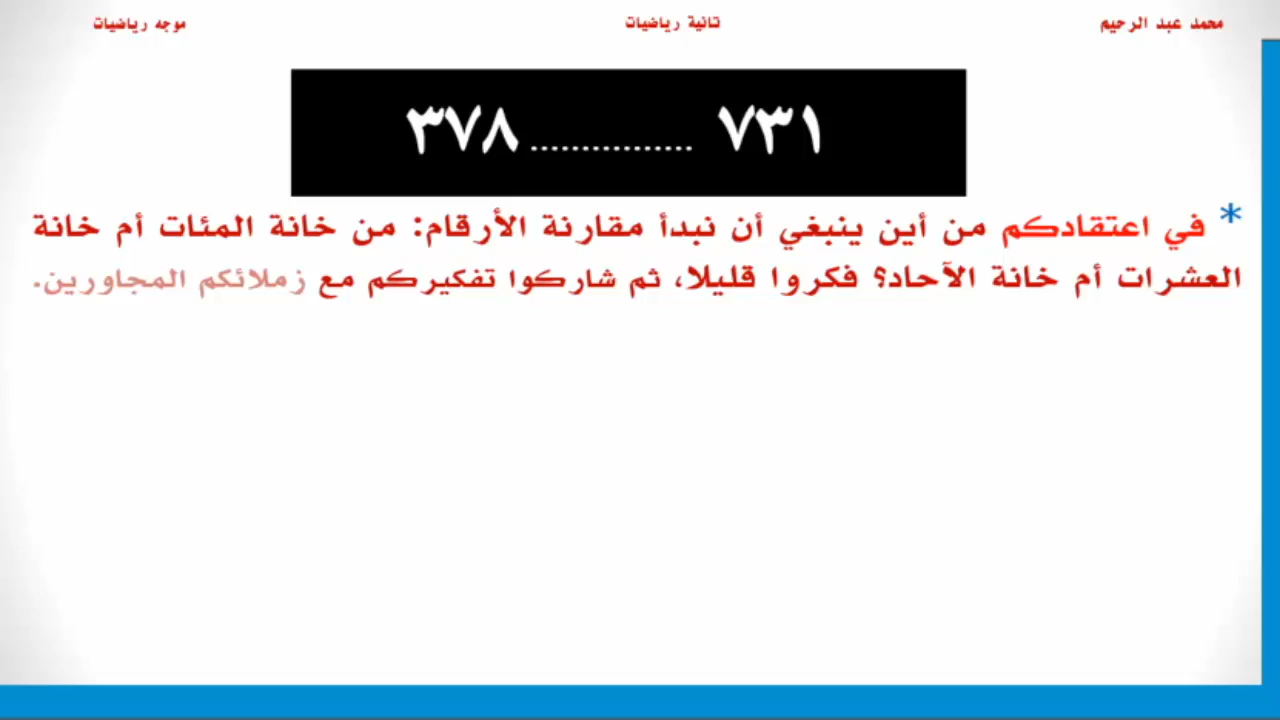 محمد عبد الرحيم
تانية رياضيات
موجه رياضيات
٧٣١ ................ ٣٧٨
* في اعتقادكم من أين ينبغي أن نبدأ مقارنة الأرقام: من خانة المئات أم خانة
العشرات أم خانة الآحاد؟ فكروا قليلا، ثم شاركوا تفكيركم مع زملائكم المجاورين.